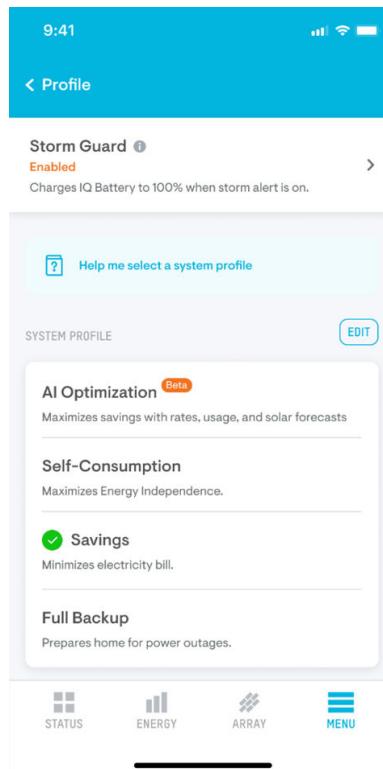 9:41
Profile
Storm Guard
Enabled
Charges IQ Battery to 100% when storm alert is on.
Help me select a system profile
SYSTEM PROFILE
EDIT
AI Optimization Beta
Maximizes savings with rates, usage, and solar forecasts
Self-Consumption
Maximizes Energy Independence.
Savings
Minimizes electricity bill.
Full Backup
Prepares home for power outages.
STATUS
ENERGY
ARRAY
MENU